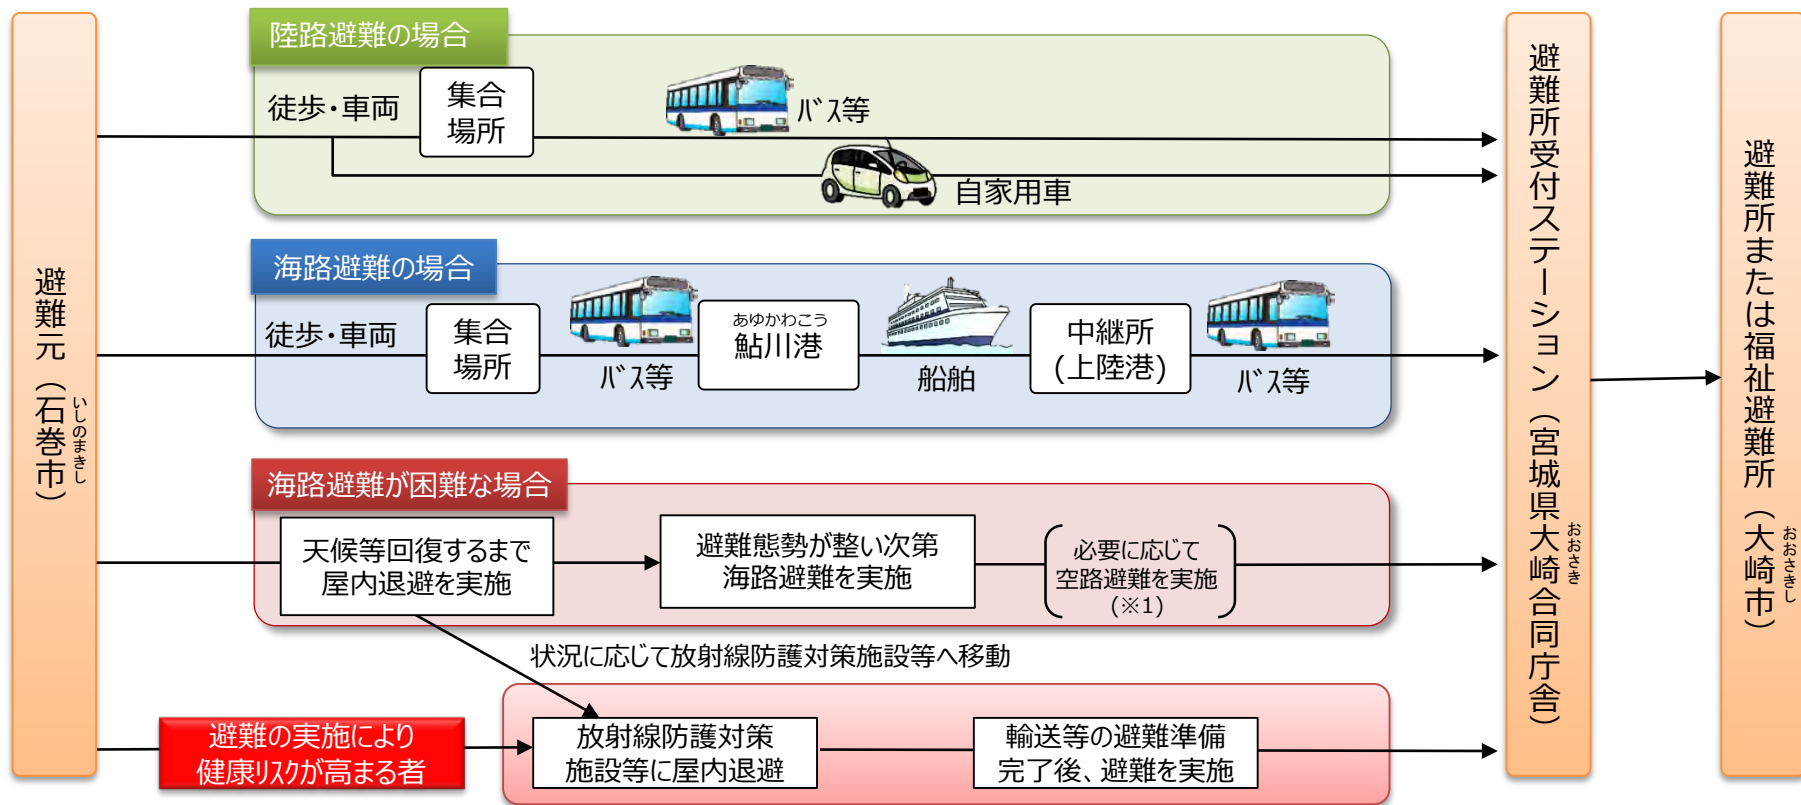 避難元（石巻市）
いしのまきし
陸路避難の場合
徒歩・車両
集合
場所
バス等
自家用車
海路避難の場合
徒歩・車両
集合
場所
バス等
あゆかわこう
鮎川港
船舶
中継所
(上陸港)
バス等
海路避難が困難な場合
天候等回復するまで
屋内退避を実施
避難態勢が整い次第
海路避難を実施
必要に応じて
空路避難を実施
(※1)
状況に応じて放射線防護対策施設等へ移動
避難の実施により
健康リスクが高まる者
放射線防護対策
施設等に屋内退避
輸送等の避難準備
完了後、避難を実施
避難所受付ステーション（宮城県大崎合同庁舎）
おおさき
避難所または福祉避難所（大崎市）
おおさきし